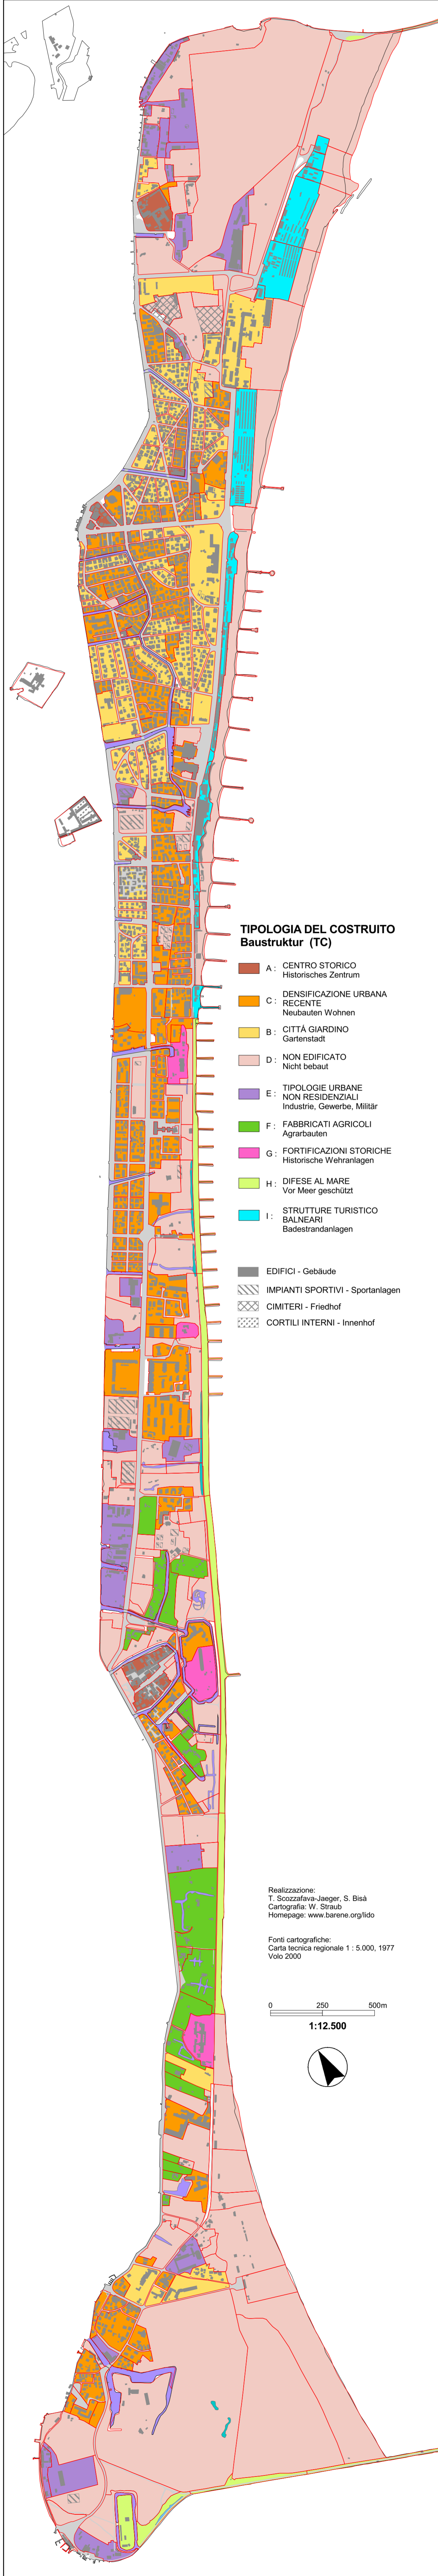 TIPOLOGIA DEL COSTRUITO
Baustruktur (TC)
A : CENTRO STORICO
Historisches Zentrum
C : DENSIFICAZIONE URBANA
RECENTE
Neubauten Wohnen
B : CITTÁ GIARDINO
Gartenstadt
D : NON EDIFICATO
Nicht bebaut
E : TIPOLOGIE URBANE
NON RESIDENZIALI
Industrie, Gewerbe, Militär
F : FABBRICATI AGRICOLI
Agrarbauten
G : FORTIFICAZIONI STORICHE
Historische Wehranlagen
H : DIFESE AL MARE
Vor Meer geschützt
I : STRUTTURE TURISTICO
BALNEARI
Badestrandanlagen
EDIFICI - Gebäude
IMPIANTI SPORTIVI - Sportanlagen
CIMITERI - Friedhof
CORTILI INTERNI - Innenhof
Realizzazione:
T. Scozzafava-Jaeger, S. Bisà
Cartografia: W. Straub
Homepage: www.barene.org/lido
Fonti cartografiche:
Carta tecnica regionale 1 : 5.000, 1977
Volo 2000
0 250 500m
1:12.500